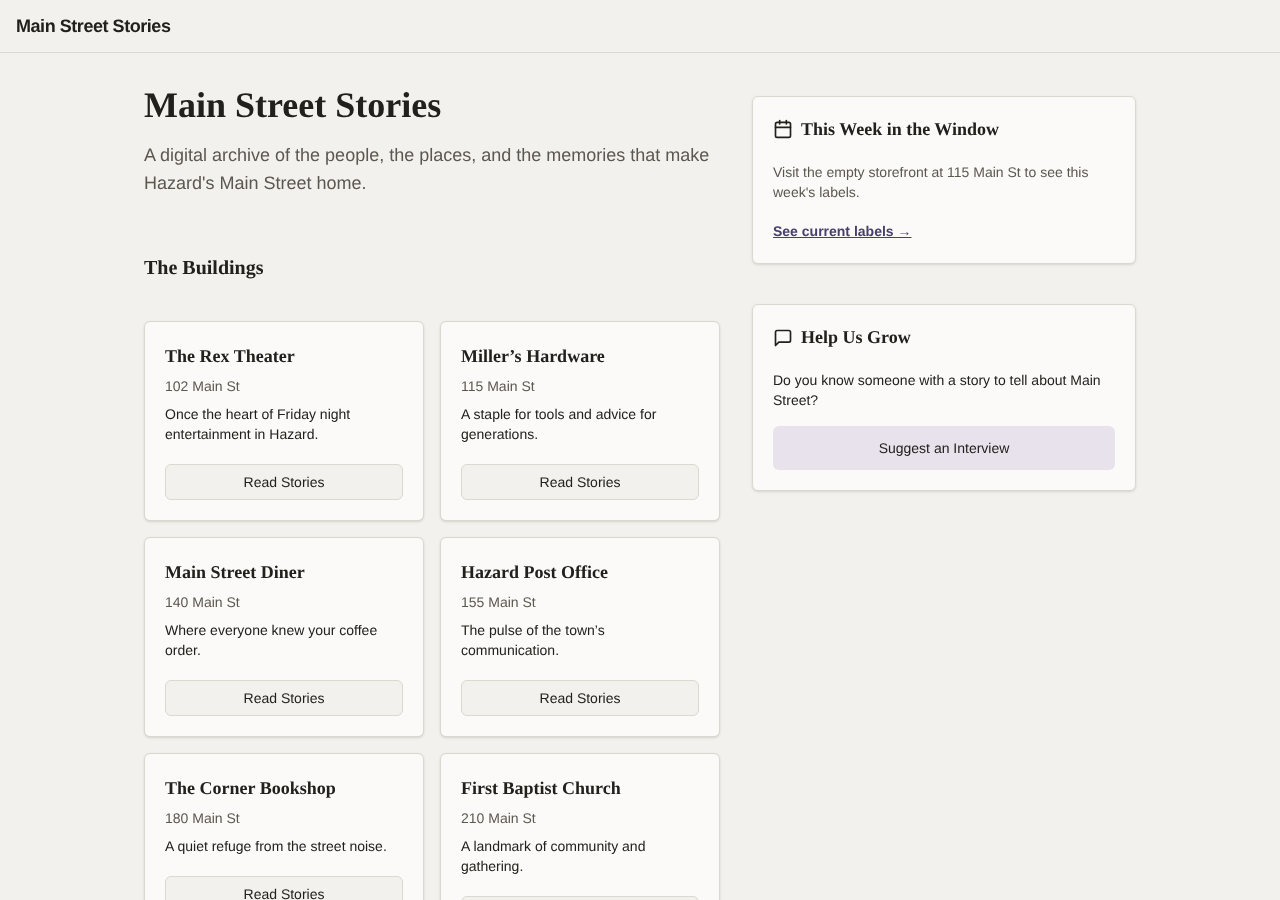 Main Street Stories
Main Street Stories
A digital archive of the people, the places, and the memories that make
Hazard's Main Street home.
The Buildings
The Rex Theater
102 Main St
Once the heart of Friday night
entertainment in Hazard.
Read Stories
Miller’s Hardware
115 Main St
A staple for tools and advice for
generations.
Read Stories
Main Street Diner
140 Main St
Where everyone knew your coffee
order.
Read Stories
Hazard Post Office
155 Main St
The pulse of the town’s
communication.
Read Stories
The Corner Bookshop
180 Main St
A quiet refuge from the street noise.
Read Stories
First Baptist Church
210 Main St
A landmark of community and
gathering.
This Week in the Window
Visit the empty storefront at 115 Main St to see this
week's labels.
See current labels →
Help Us Grow
Do you know someone with a story to tell about Main
Street?
Suggest an Interview